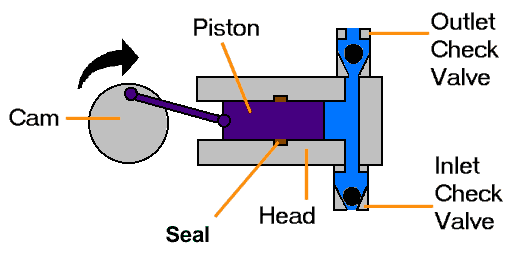 Piston
Outlet
Check
Valve
Cam
Inlet
Check
Valve
Head
Seal